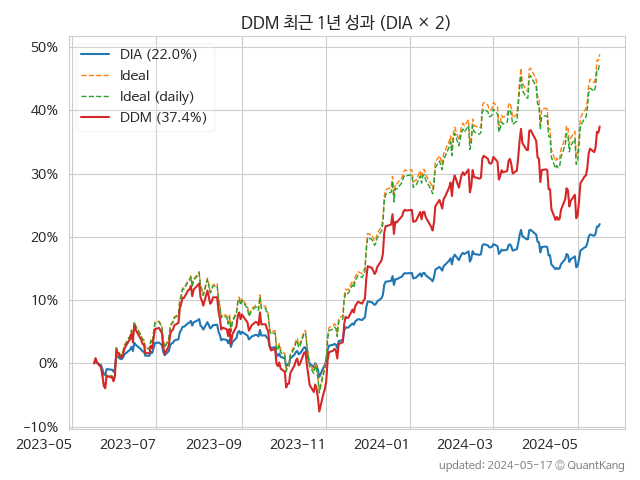 DDM 최근 1년 성과 (DIA × 2)
50%
40%
30%
20%
10%
0%
−10%
DIA (22.0%)
Ideal
Ideal (daily)
DDM (37.4%)
2023-05
2023-07
2023-09
2023-11
2024-01
2024-03
2024-05
updated: 2024-05-17 © QuantKang